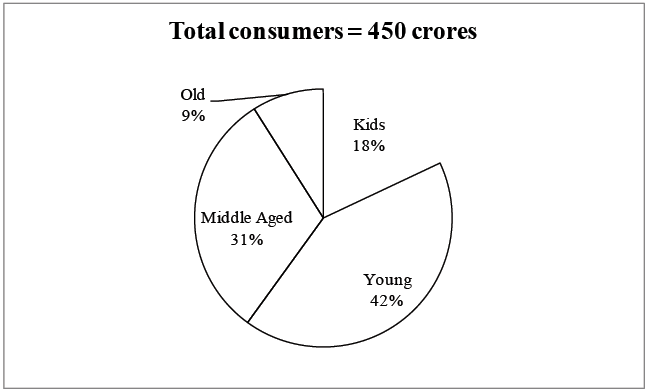 Total consumers = 450 crores
Old
9%
Kids
18%
Middle Aged
31%
Young
42%